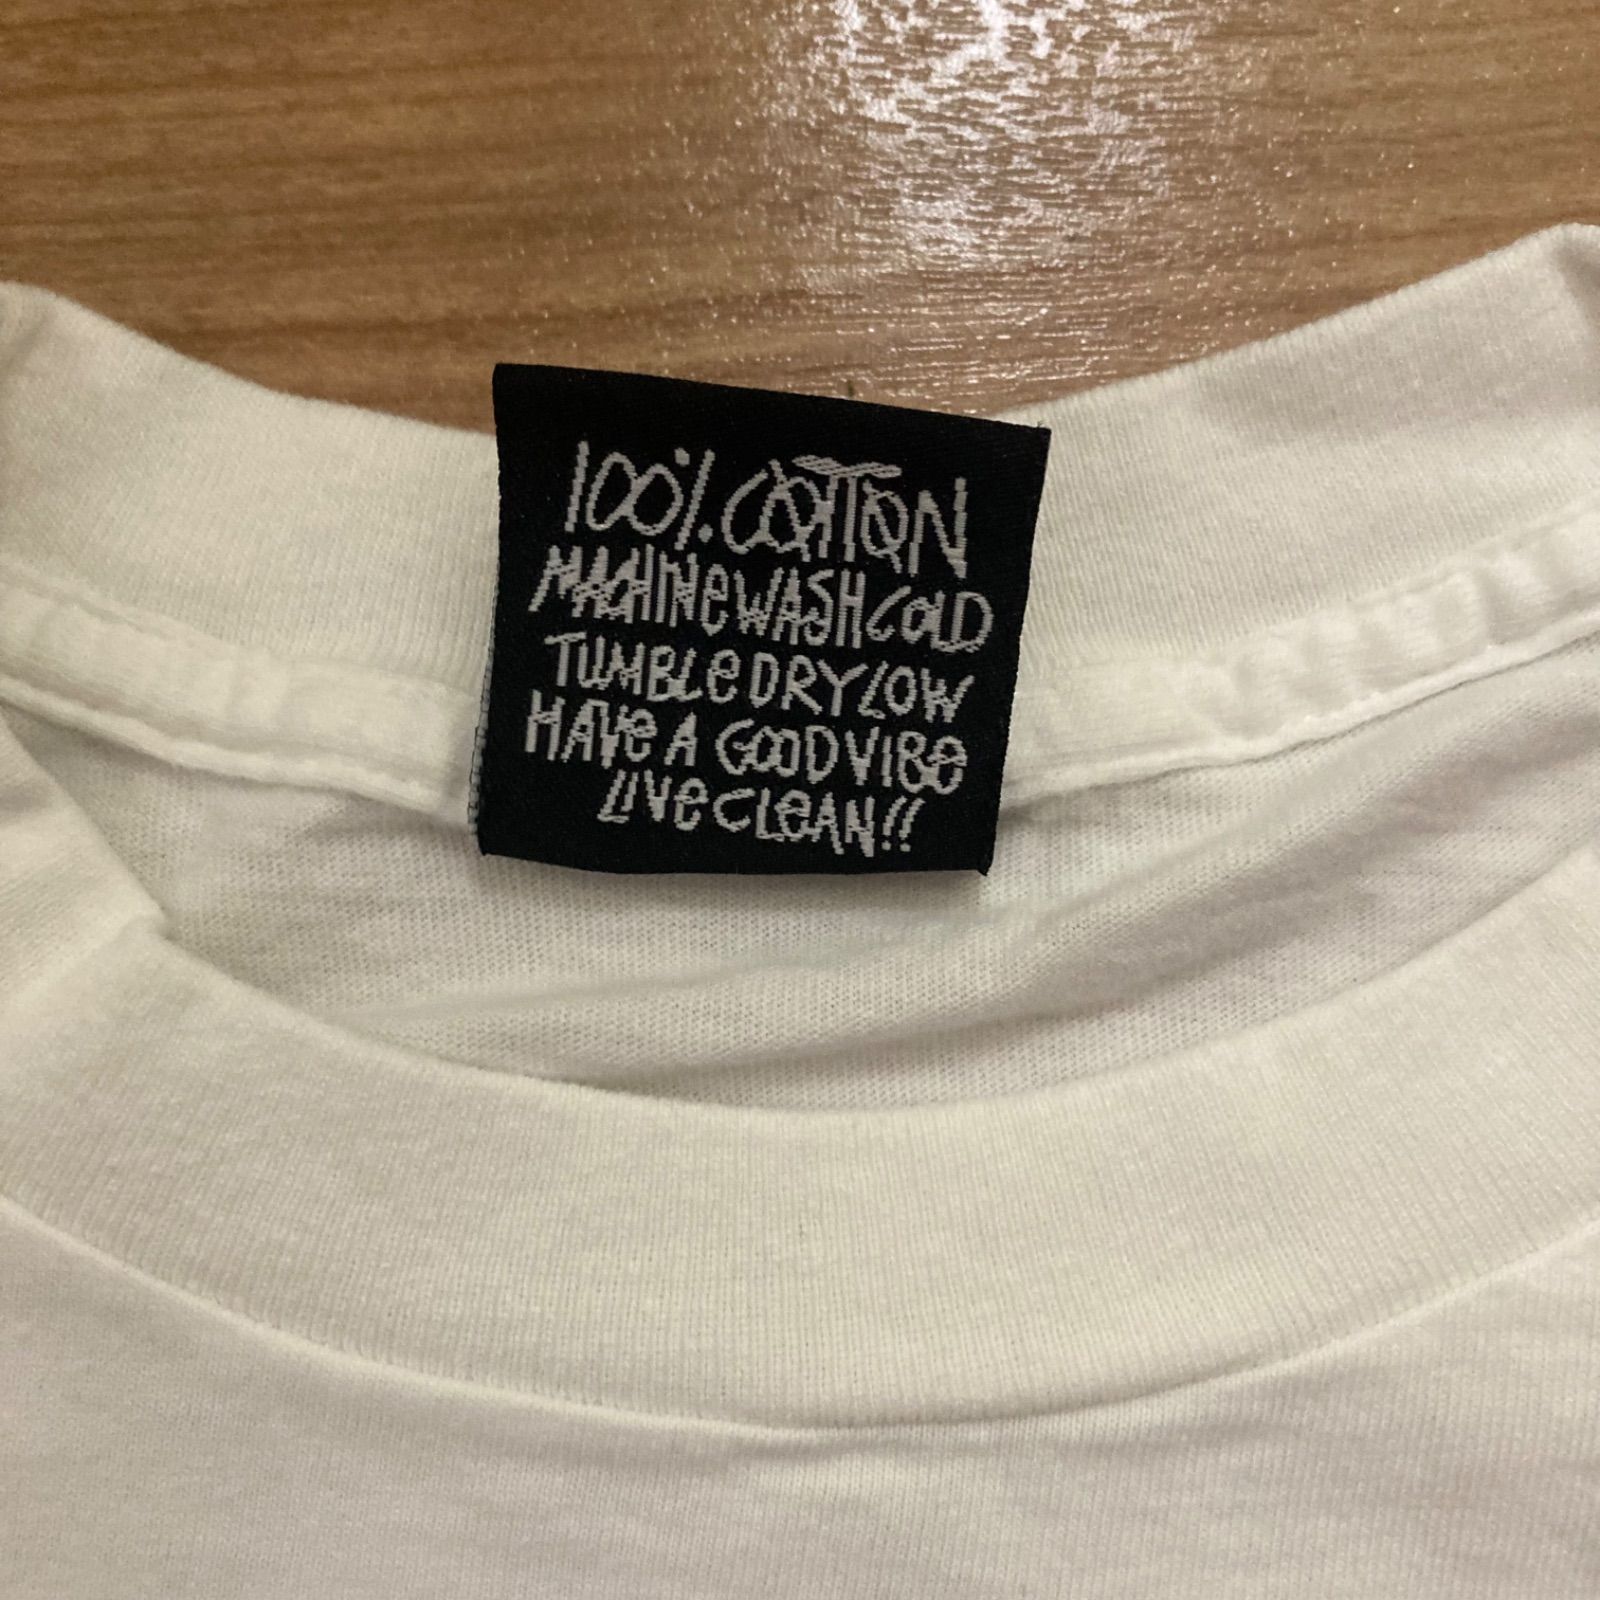 100% COTTON
MACHINe WASH COLD
TUMBLe DRY LOW
HAVe A GOOD VIBe
LIVe CLeAN!!